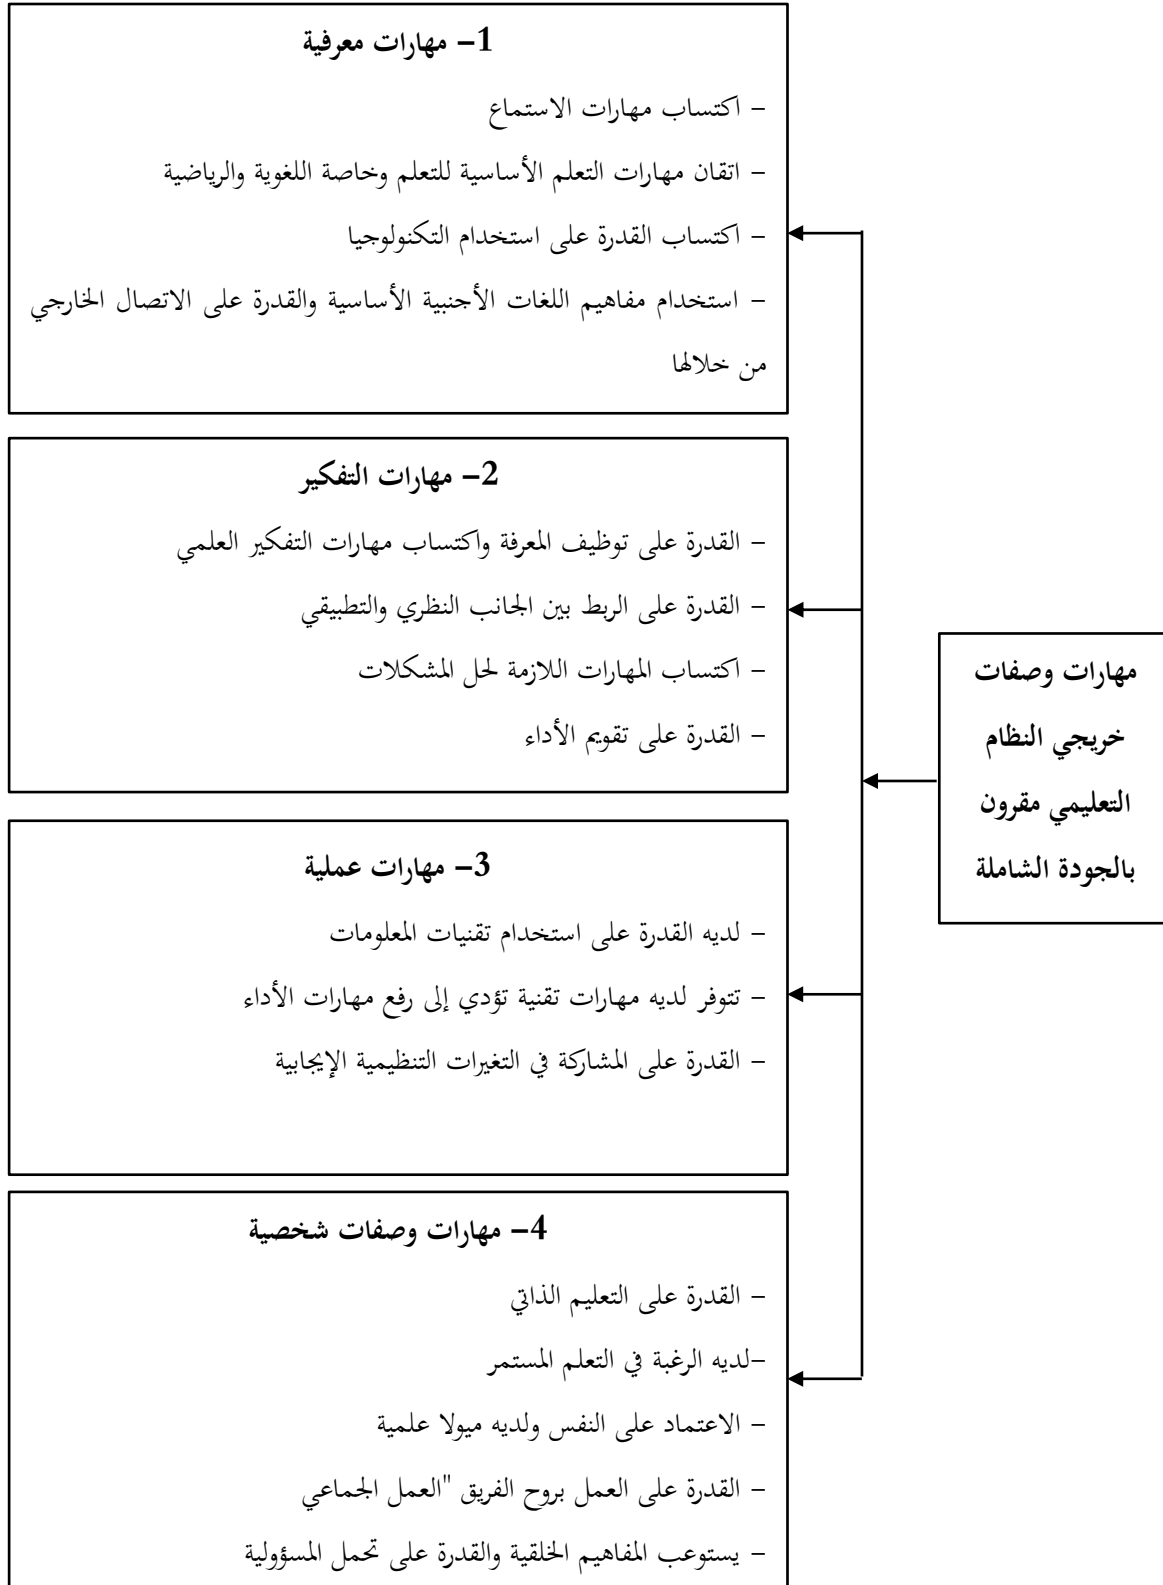 مهارات وصفات
خريجي النظام
التعليمي مقرون
بالجودة الشاملة
1– مهارات معرفية
– اكتساب مهارات الاستماع
– اتقان مهارات التعلم الأساسية للتعلم وخاصة اللغوية والرياضية
– اكتساب القدرة على استخدام التكنولوجيا
– استخدام مفاهيم اللغات الأجنبية الأساسية والقدرة على الاتصال الخارجي
من خلالها
2– مهارات التفكير
– القدرة على توظيف المعرفة واكتساب مهارات التفكير العلمي
– القدرة على الربط بين الجانب النظري والتطبيقي
– اكتساب المهارات اللازمة لحل المشكلات
– القدرة على تقويم الأداء
3– مهارات عملية
– لديه القدرة على استخدام تقنيات المعلومات
– تتوفر لديه مهارات تقنية تؤدي إلى رفع مهارات الأداء
– القدرة على المشاركة في التغيرات التنظيمية الإيجابية
4– مهارات وصفات شخصية
– القدرة على التعليم الذاتي
–لديه الرغبة في التعلم المستمر
– الاعتماد على النفس ولديه ميولا علمية
– القدرة على العمل بروح الفريق "العمل الجماعي
– يستوعب المفاهيم الخلقية والقدرة على تحمل المسؤولية